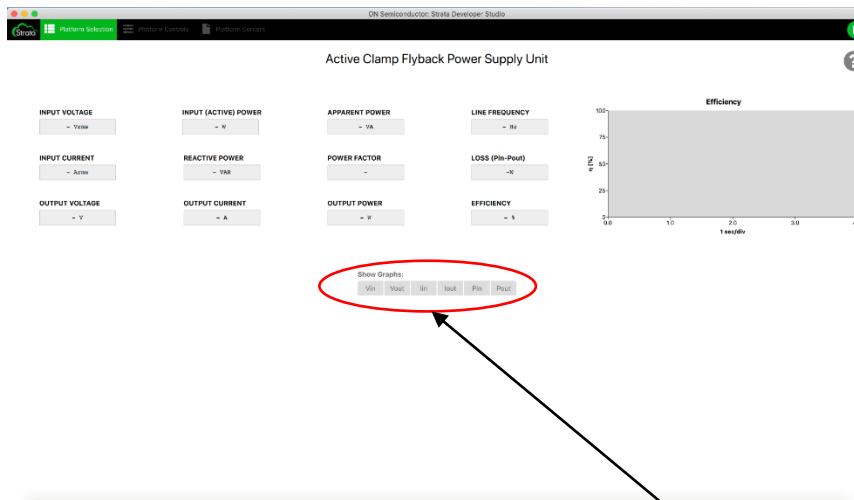 ON Semiconductor: Strata Developer Studio
Strata Platform Selection Platform Controls Platform Content
Active Clamp Flyback Power Supply Unit
?
Efficiency
INPUT VOLTAGE INPUT (ACTIVE) POWER APPARENT POWER LINE FREQUENCY
– Vrms – W – VA – Hz
INPUT CURRENT REACTIVE POWER POWER FACTOR LOSS (Pin-Pout)
– Arms – VAR – –W
OUTPUT VOLTAGE OUTPUT CURRENT OUTPUT POWER EFFICIENCY
– V – A – W – %
100
75
50
25
0
η [%]
0.0 1.0 2.0 3.0
1 sec/div
Show Graphs:
Vin Vout Iin Iout Pin Pout